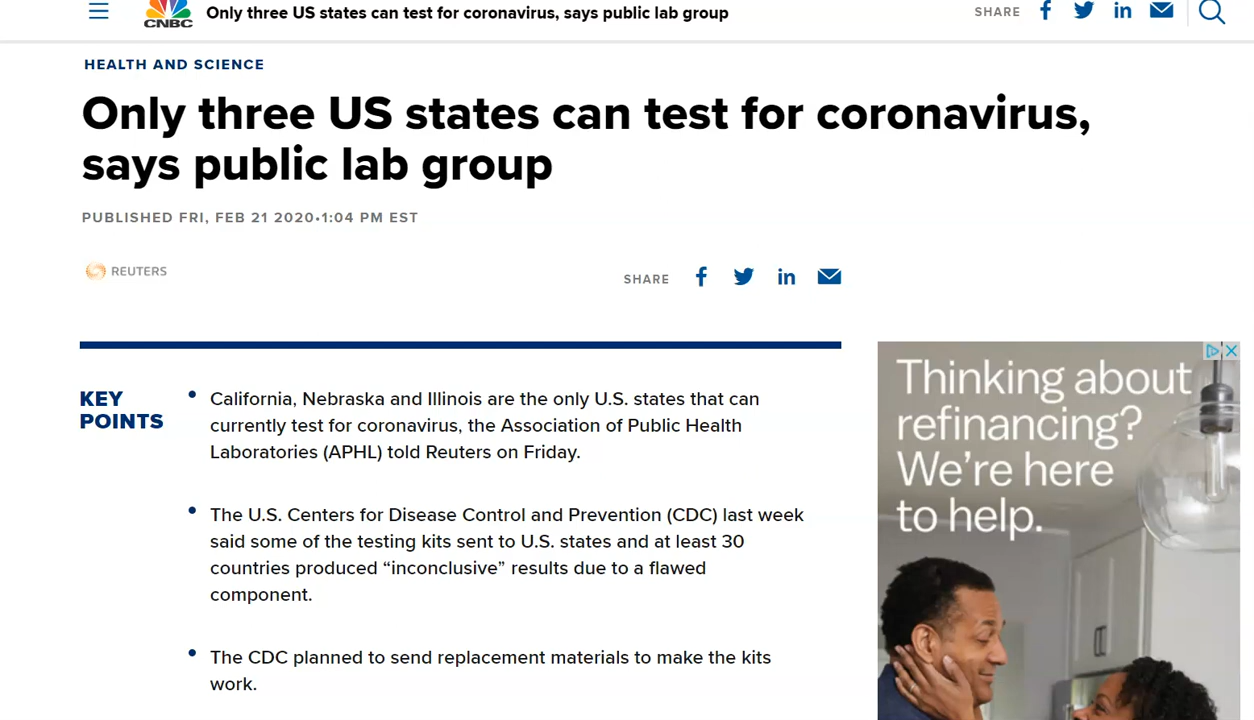 CNBC
Only three US states can test for coronavirus, says public lab group
SHARE
HEALTH AND SCIENCE
Only three US states can test for coronavirus,
says public lab group
PUBLISHED FRI, FEB 21 2020•1:04 PM EST
REUTERS
SHARE
KEY
POINTS
• California, Nebraska and Illinois are the only U.S. states that can
currently test for coronavirus, the Association of Public Health
Laboratories (APHL) told Reuters on Friday.
• The U.S. Centers for Disease Control and Prevention (CDC) last week
said some of the testing kits sent to U.S. states and at least 30
countries produced “inconclusive” results due to a flawed
component.
• The CDC planned to send replacement materials to make the kits
work.
Thinking about
refinancing?
We’re here
to help.